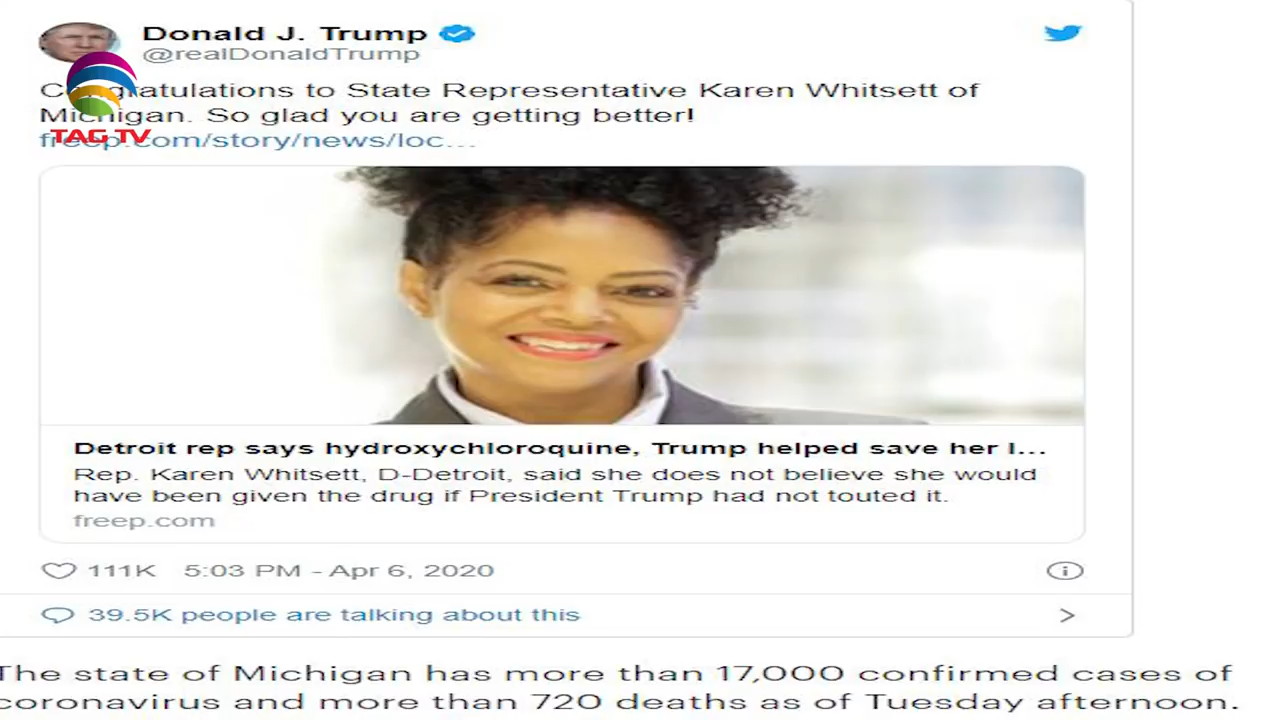 Donald J. Trump
@realDonaldTrump
Congratulations to State Representative Karen Whitsett of
Michigan. So glad you are getting better!
freep.com/story/news/loc...
TAG TV
Detroit rep says hydroxychloroquine, Trump helped save her l...
Rep. Karen Whitsett, D-Detroit, said she does not believe she would
have been given the drug if President Trump had not touted it.
freep.com
111K 5:03 PM - Apr 6, 2020
39.5K people are talking about this
The state of Michigan has more than 17,000 confirmed cases of
coronavirus and more than 720 deaths as of Tuesday afternoon.